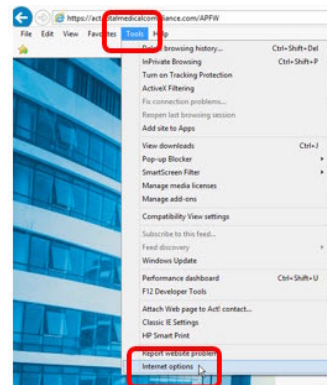 https://act.vitalmedicalcompliance.com/APFW
File Edit View Favorites Tools Help
Delete browsing history... Ctrl+Shift+Del
InPrivate Browsing Ctrl+Shift+P
Turn on Tracking Protection
ActiveX Filtering
Fix connection problems...
Reopen last browsing session
Add site to Apps
View downloads Ctrl+J
Pop-up Blocker
SmartScreen Filter
Manage media licenses
Manage add-ons
Compatibility View settings
Subscribe to this feed...
Feed discovery
Windows Update
Performance dashboard Ctrl+Shift+U
F12 Developer Tools
Attach Web page to Act! contact...
Classic IE Settings
HP Smart Print
Report website problems
Internet options